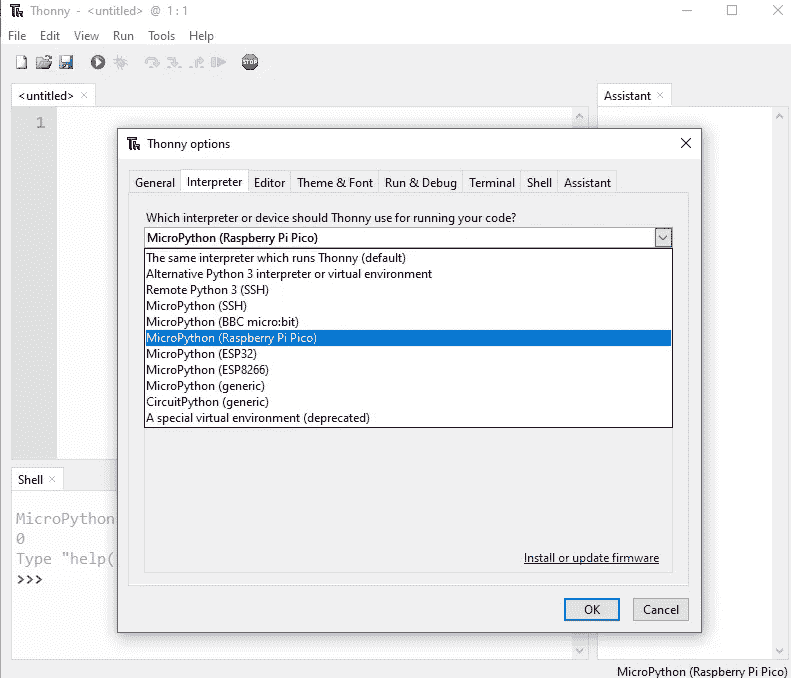 Thonny - <untitled> @ 1 : 1
File Edit View Run Tools Help
STOP
<untitled> ×
Assistant ×
1
Thonny options
General Interpreter Editor Theme & Font Run & Debug Terminal Shell Assistant
Which interpreter or device should Thonny use for running your code?
MicroPython (Raspberry Pi Pico)
The same interpreter which runs Thonny (default)
Alternative Python 3 interpreter or virtual environment
Remote Python 3 (SSH)
MicroPython (SSH)
MicroPython (BBC micro:bit)
MicroPython (Raspberry Pi Pico)
MicroPython (ESP32)
MicroPython (ESP8266)
MicroPython (generic)
CircuitPython (generic)
A special virtual environment (deprecated)
Install or update firmware
OK Cancel
Shell ×
MicroPython
0
Type "help(
>>>
MicroPython (Raspberry Pi Pico)